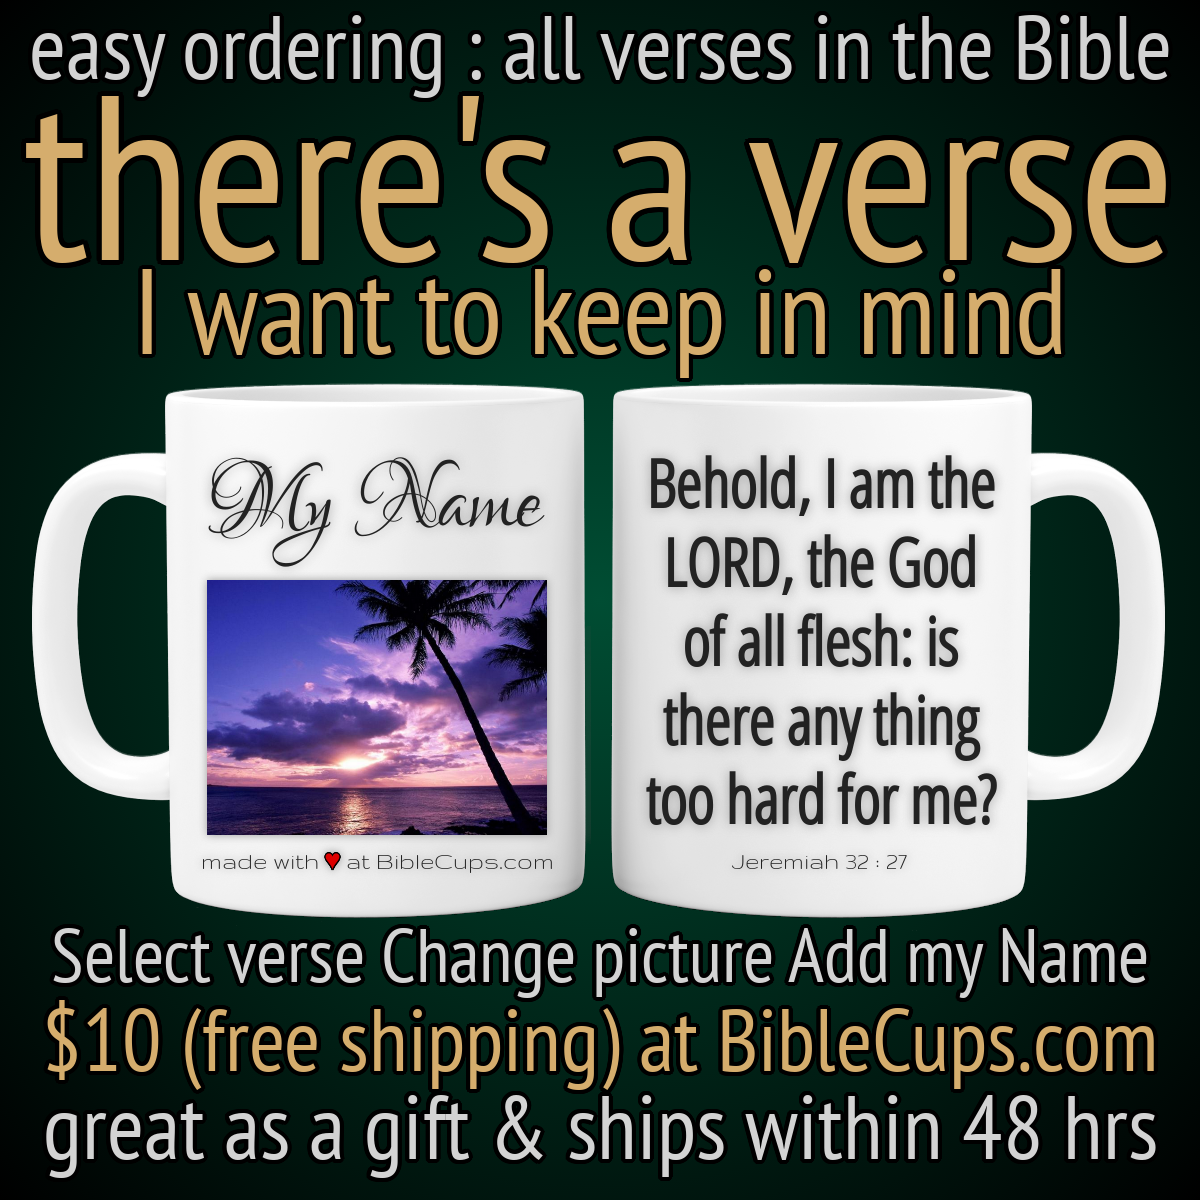 easy ordering : all verses in the Bible
there's a verse
I want to keep in mind
My Name
made with ♥ at BibleCups.com
Behold, I am the
LORD, the God
of all flesh: is
there any thing
too hard for me?
Jeremiah 32 : 27
Select verse Change picture Add my Name
$10 (free shipping) at BibleCups.com
great as a gift & ships within 48 hrs